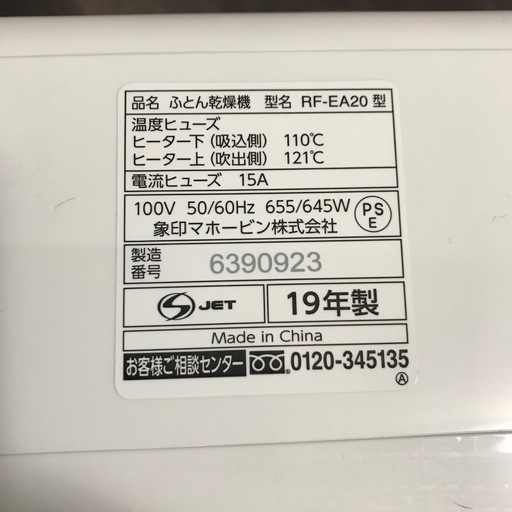 品名 ふとん乾燥機 型名 RF-EA20 型
温度ヒューズ
ヒーター下（吸込側） 110℃
ヒーター上（吹出側） 121℃
電流ヒューズ 15A
100V 50/60Hz 655/645W
PS
E
象印マホービン株式会社
製造
番号 6390923
S JET 19年製
Made in China
お客様ご相談センター 0120-345135
A